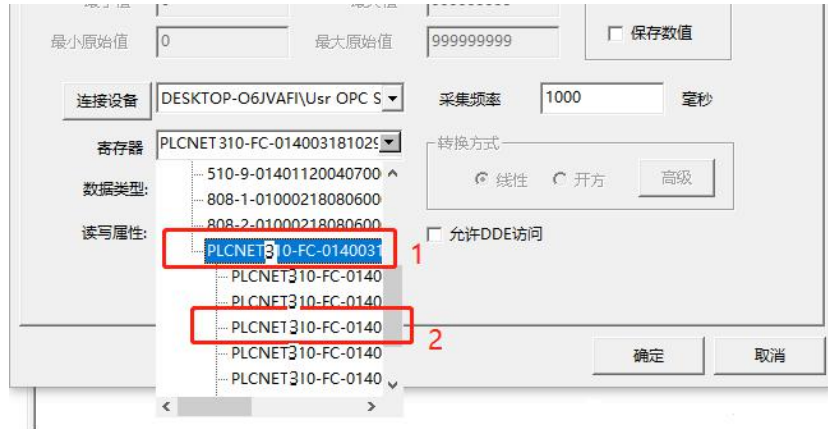 最小原始值 0 最大原始值 999999999 保存数值
连接设备 DESKTOP-O6JVAFI\Usr OPC S 采集频率 1000 毫秒
寄存器 PLCNET310-FC-014003181029 转换方式
510-9-01401120040700
数据类型: 线性 开方 高级
808-1-01000218080600
读写属性: 808-2-01000218080600 允许DDE访问
PLCNET310-FC-0140031 1
PLCNET310-FC-0140
PLCNET310-FC-0140
PLCNET310-FC-0140 2
PLCNET310-FC-0140 确定 取消
PLCNET310-FC-0140